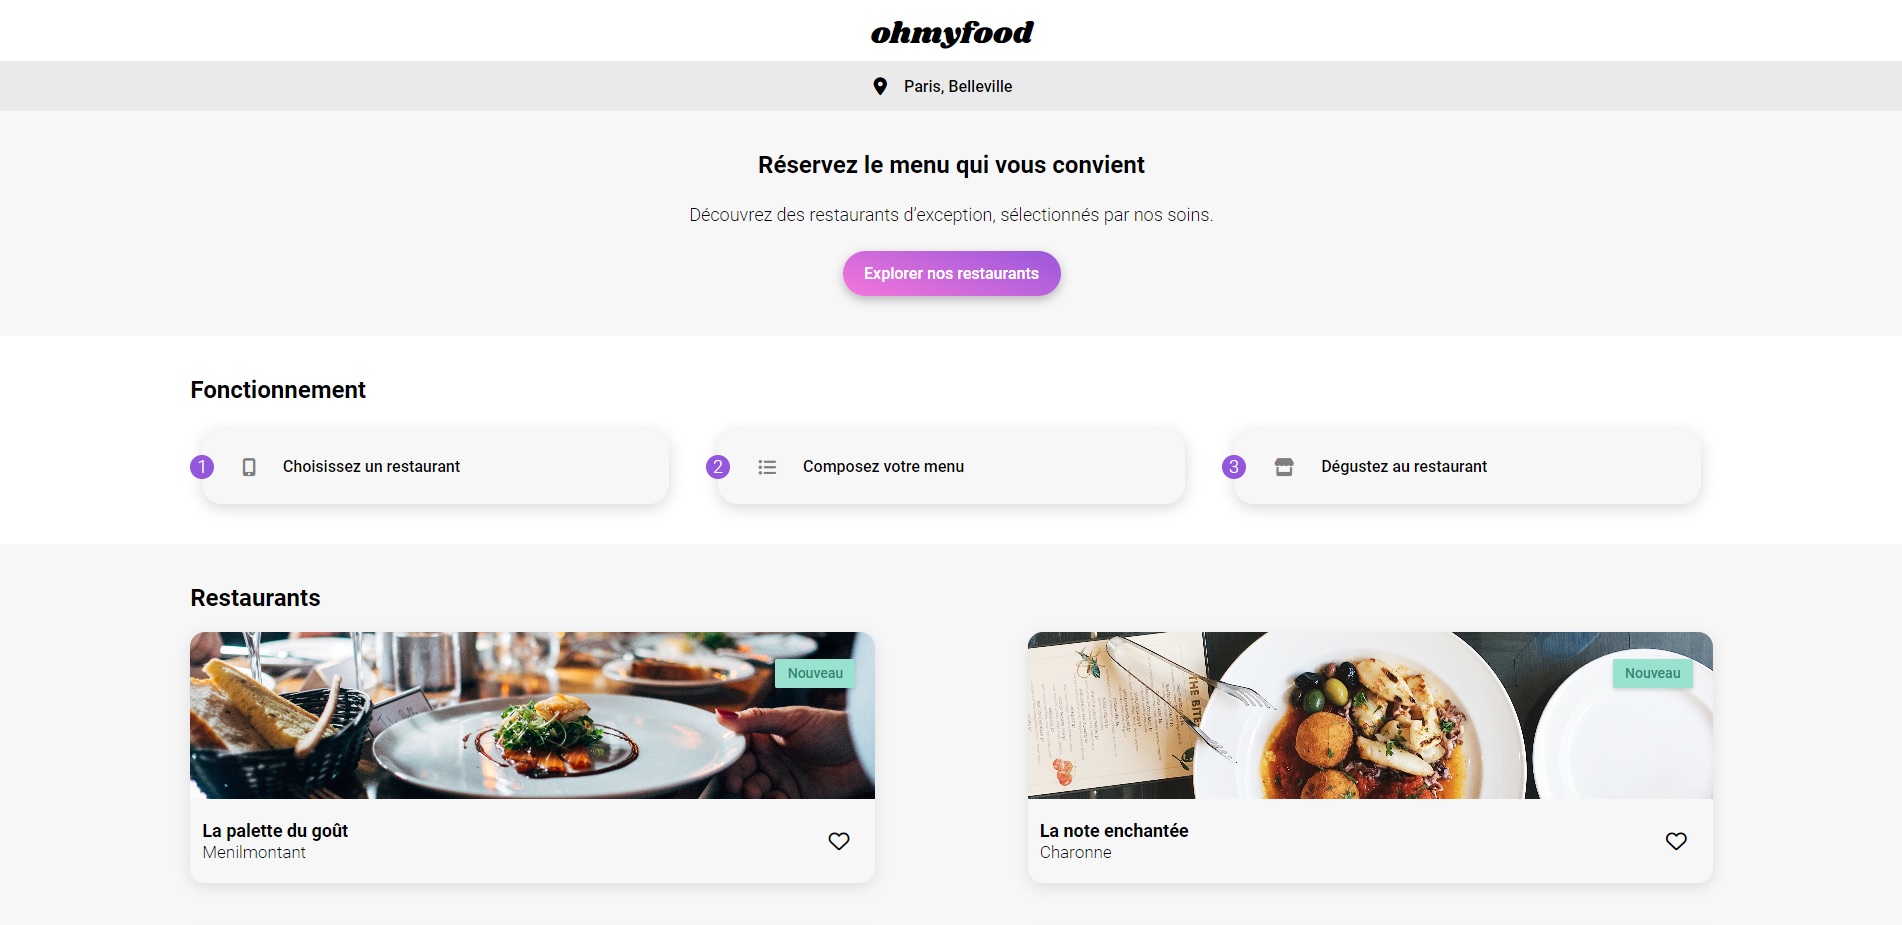 ohmyfood
Paris, Belleville
Réservez le menu qui vous convient
Découvrez des restaurants d'exception, sélectionnés par nos soins.
Explorer nos restaurants
Fonctionnement
1 Choisissez un restaurant
2 Composez votre menu
3 Dégustez au restaurant
Restaurants
Nouveau
La palette du goût
Menilmontant
THE BITE
Nouveau
La note enchantée
Charonne